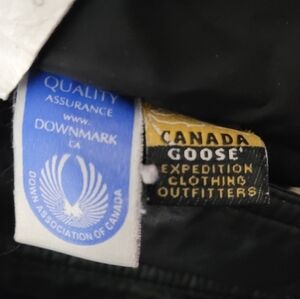 QUALITY
ASSURANCE
www.
DOWNMARK
CA
DOWN ASSOCIATION OF CANADA
CANADA
GOOSE®
EXPEDITION
CLOTHING
OUTFITTERS